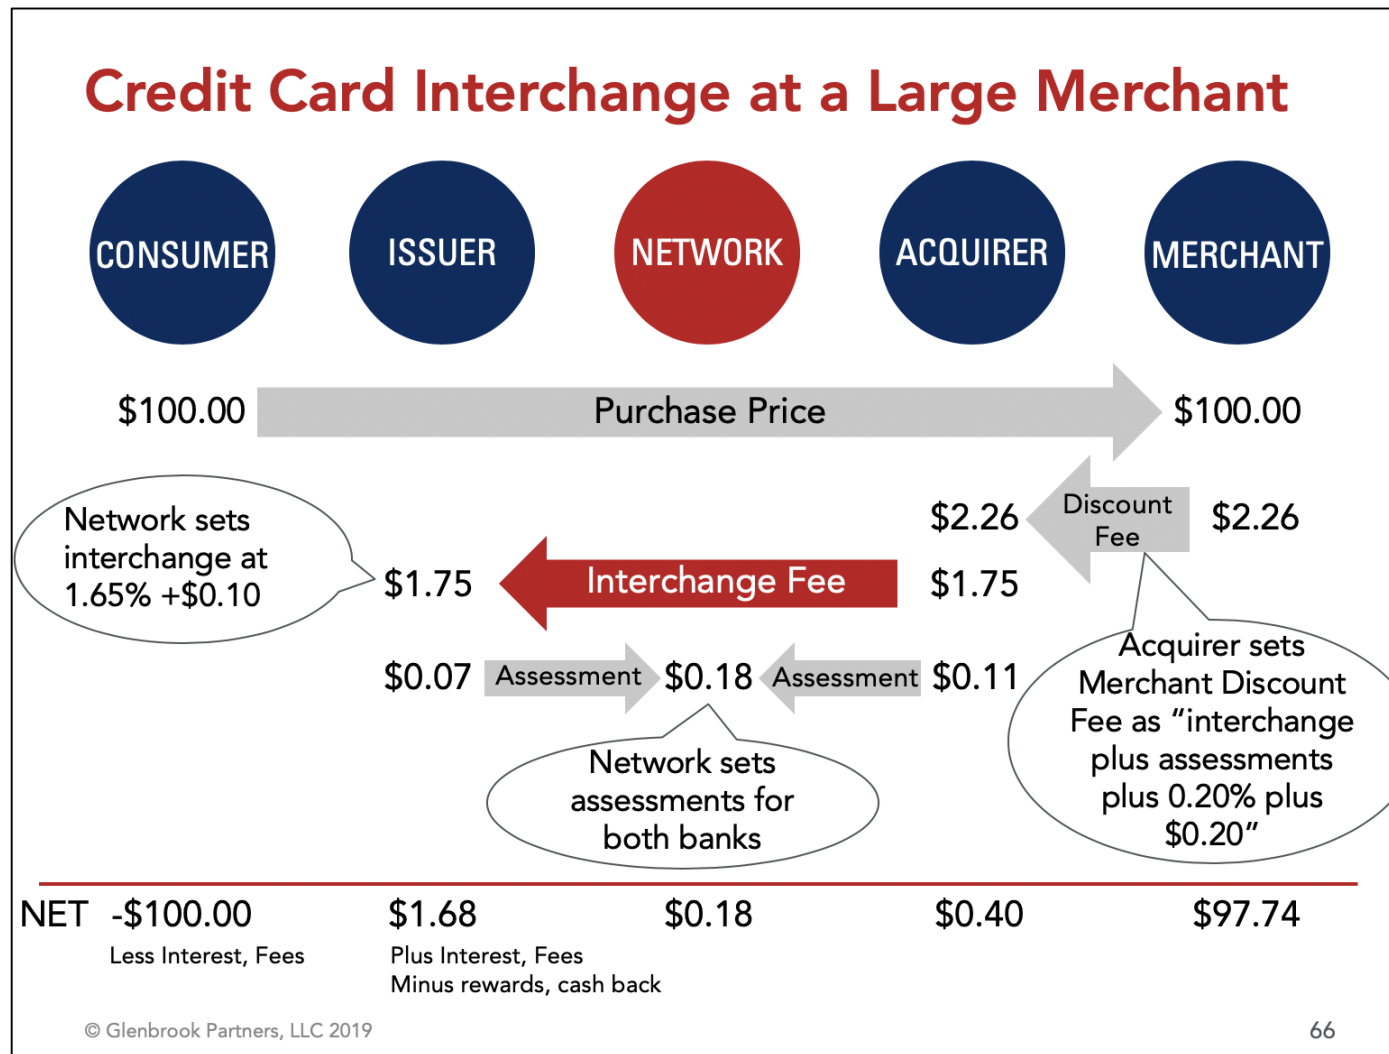 Credit Card Interchange at a Large Merchant
CONSUMER
ISSUER
NETWORK
ACQUIRER
MERCHANT
$100.00
Purchase Price
$100.00
$2.26
Discount
Fee
$2.26
Network sets
interchange at
1.65% +$0.10
$1.75
Interchange Fee
$1.75
$0.07
Assessment
$0.18
Assessment
$0.11
Acquirer sets
Merchant Discount
Fee as “interchange
plus assessments
plus 0.20% plus
$0.20”
Network sets
assessments for
both banks
NET -$100.00
$1.68
$0.18
$0.40
$97.74
Less Interest, Fees
Plus Interest, Fees
Minus rewards, cash back
© Glenbrook Partners, LLC 2019
66